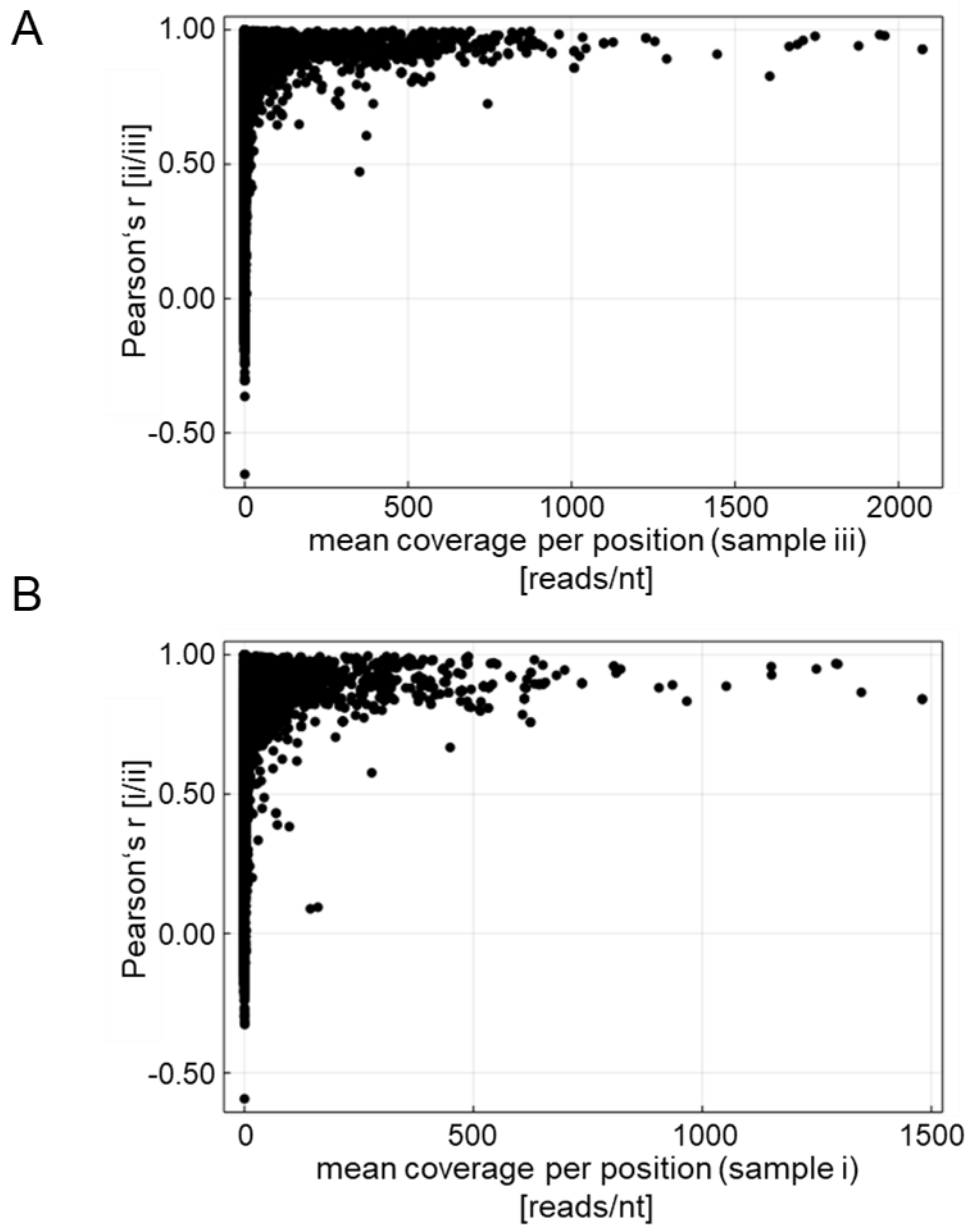 A
Pearson‘s r [ii/iii]
1.00
0.50
0.00
-0.50
0 500 1000 1500 2000
mean coverage per position (sample iii)
[reads/nt]
B
Pearson‘s r [i/ii]
1.00
0.50
0.00
-0.50
0 500 1000 1500
mean coverage per position (sample i)
[reads/nt]